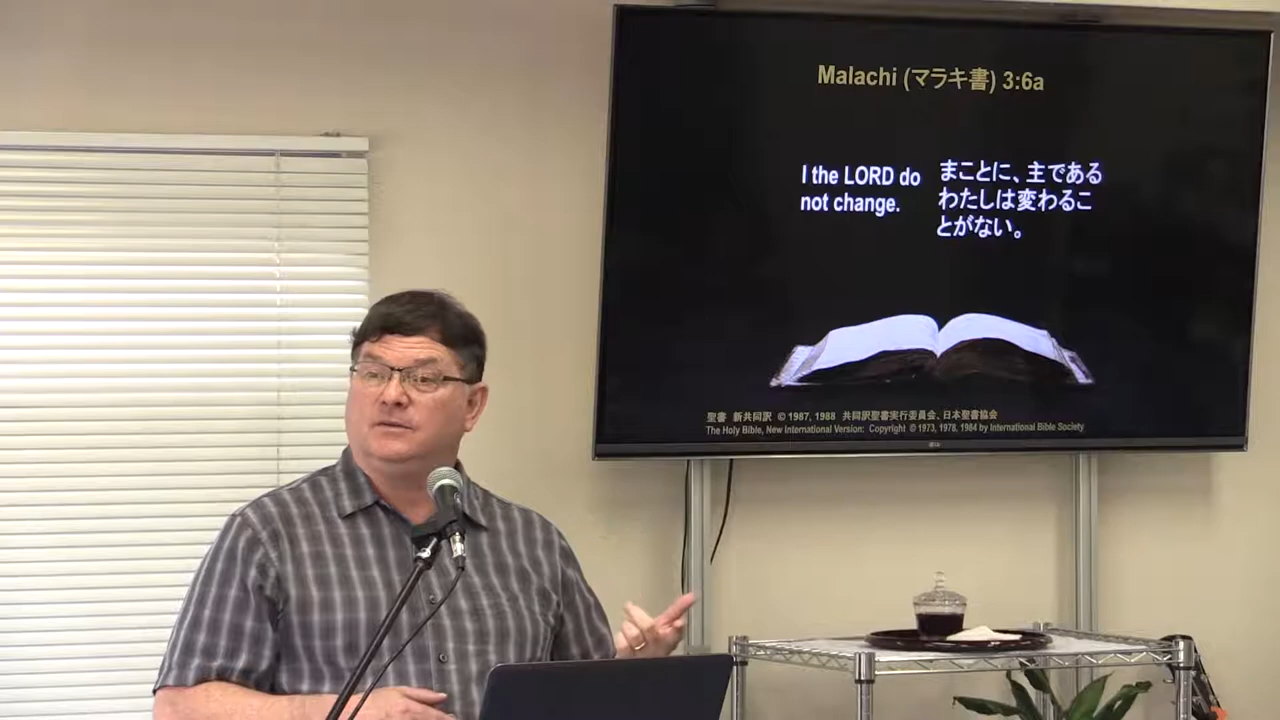 Malachi (マラキ書) 3:6a
I the LORD do
not change.
まことに、主である
わたしは変わるこ
とがない。
聖書 新共同訳 © 1987, 1988 共同訳聖書実行委員会、日本聖書協会
The Holy Bible, New International Version: Copyright © 1973, 1978, 1984 by International Bible Society
LG